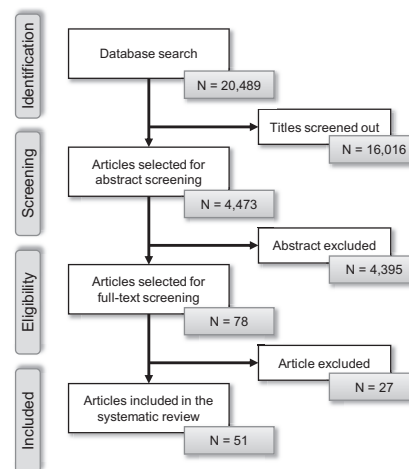 Identification
Database search
N = 20,489
Titles screened out
N = 16,016
Screening
Articles selected for
abstract screening
N = 4,473
Abstract excluded
N = 4,395
Eligibility
Articles selected for
full-text screening
N = 78
Article excluded
N = 27
Included
Articles included in the
systematic review
N = 51